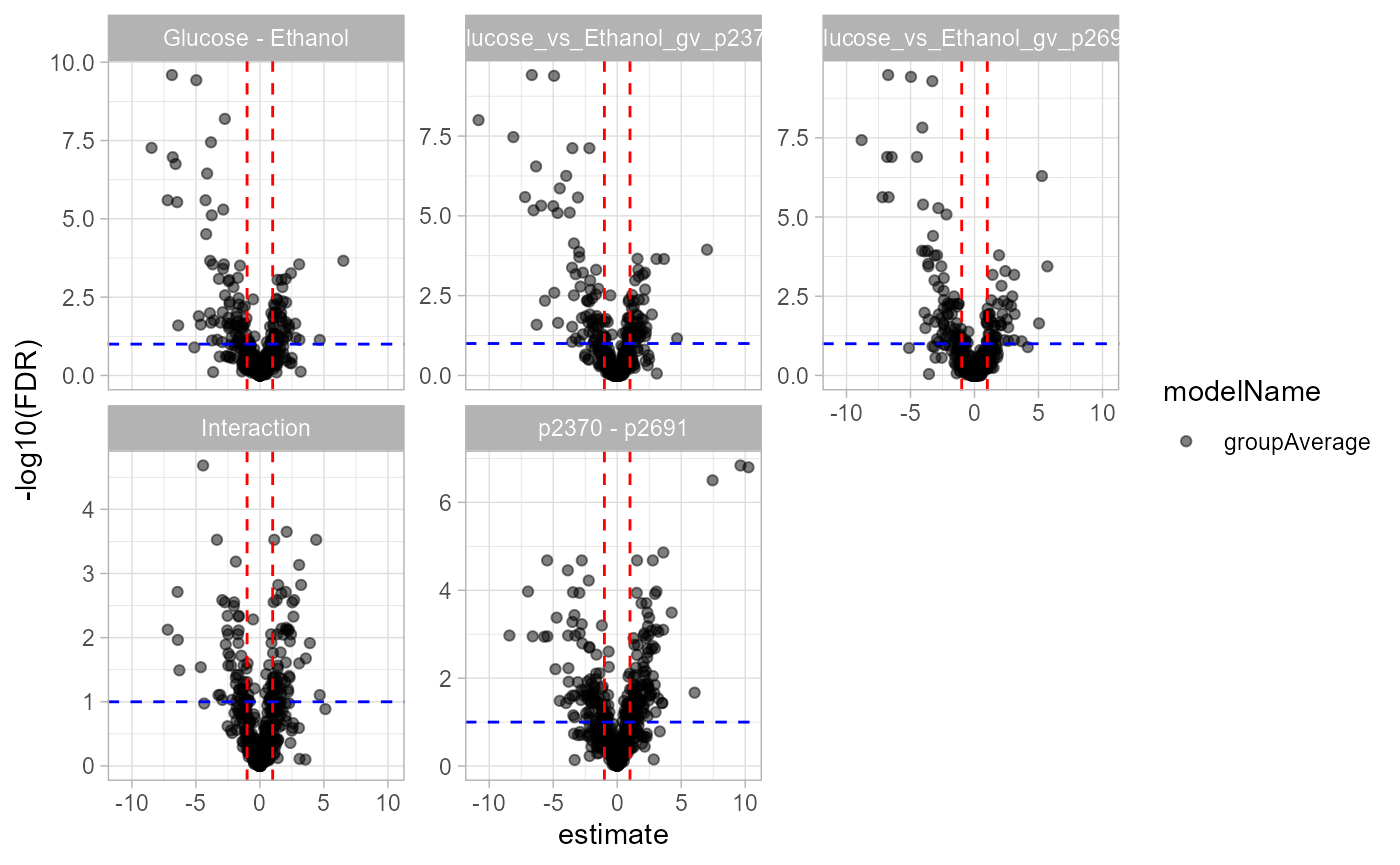 Glucose - Ethanol
lucose_vs_Ethanol_gv_p237
lucose_vs_Ethanol_gv_p269
10.0
7.5
5.0
2.5
0.0
7.5
5.0
2.5
0.0
7.5
5.0
2.5
0.0
-10 -5 0 5 10
Interaction
p2370 - p2691
4
3
2
1
0
6
4
2
0
-10 -5 0 5 10
-10 -5 0 5 10
estimate
-log10(FDR)
modelName
groupAverage